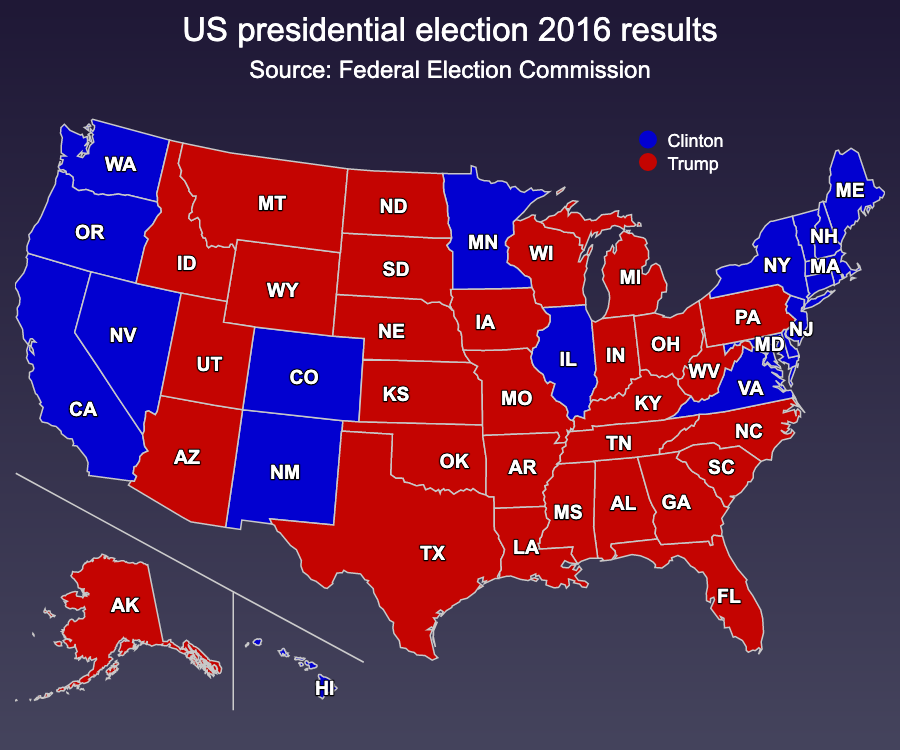 US presidential election 2016 results
Source: Federal Election Commission
Clinton
Trump
WA
OR
CA
NV
ID
MT
WY
UT
AZ
CO
NM
ND
SD
NE
KS
OK
TX
MN
IA
MO
AR
LA
WI
IL
MI
IN
OH
KY
TN
MS
AL
GA
FL
SC
NC
VA
WV
PA
MD
NJ
NY
MA
NH
ME
AK
HI